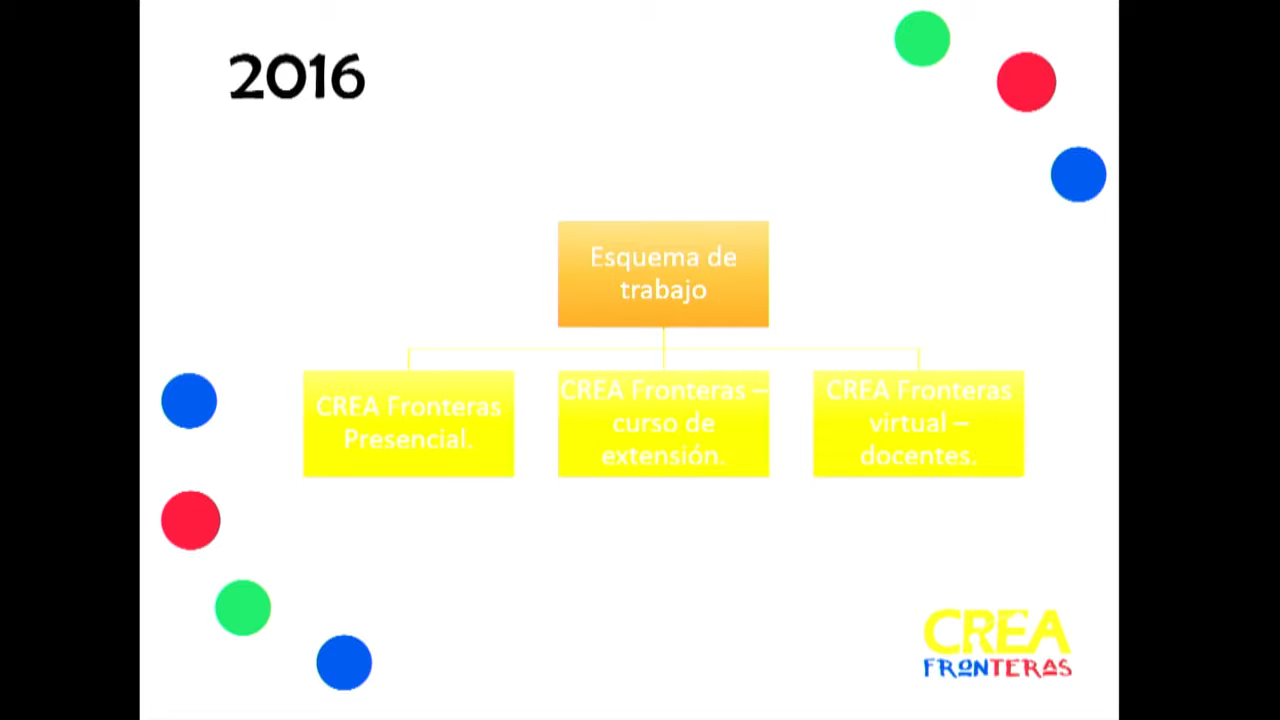 2016
Esquema de
trabajo
CREA Fronteras
Presencial.
CREA Fronteras –
curso de
extensión.
CREA Fronteras
virtual –
docentes.
CREA
FRONTERAS